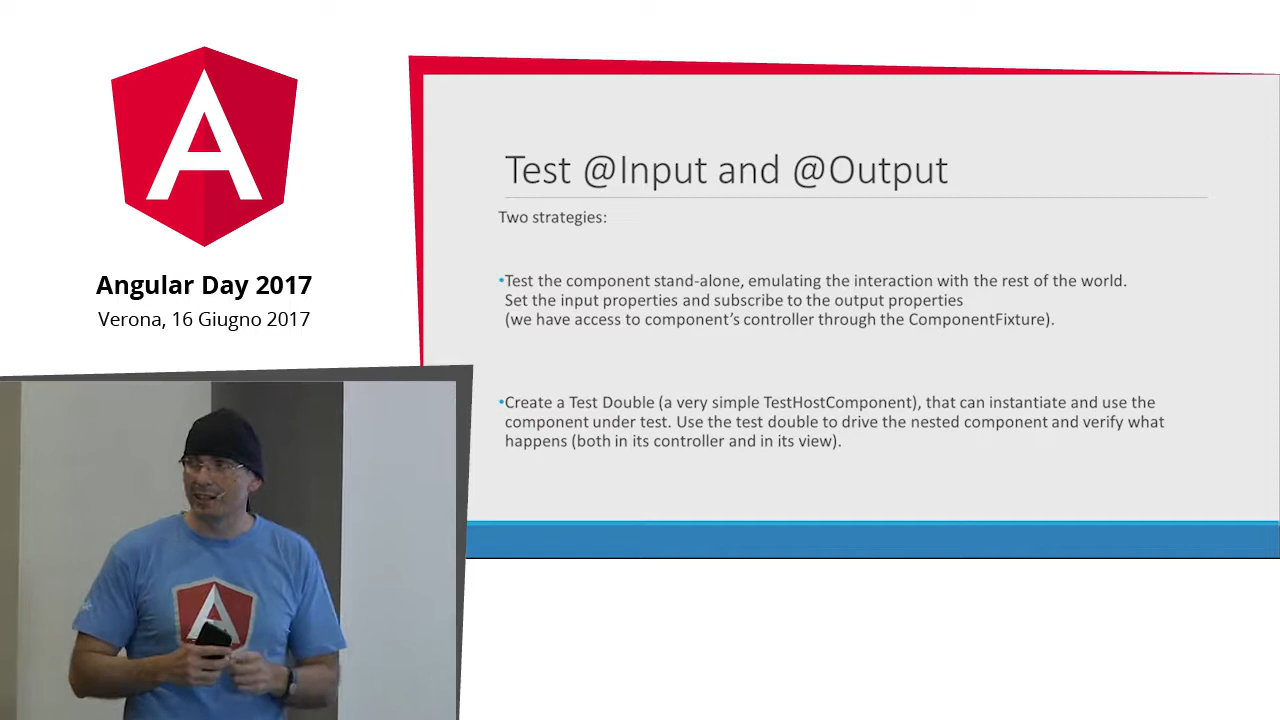 A
Angular Day 2017
Verona, 16 Giugno 2017
Test @Input and @Output
Two strategies:
•Test the component stand-alone, emulating the interaction with the rest of the world.
Set the input properties and subscribe to the output properties
(we have access to component’s controller through the ComponentFixture).
•Create a Test Double (a very simple TestHostComponent), that can instantiate and use the
component under test. Use the test double to drive the nested component and verify what
happens (both in its controller and in its view).
A